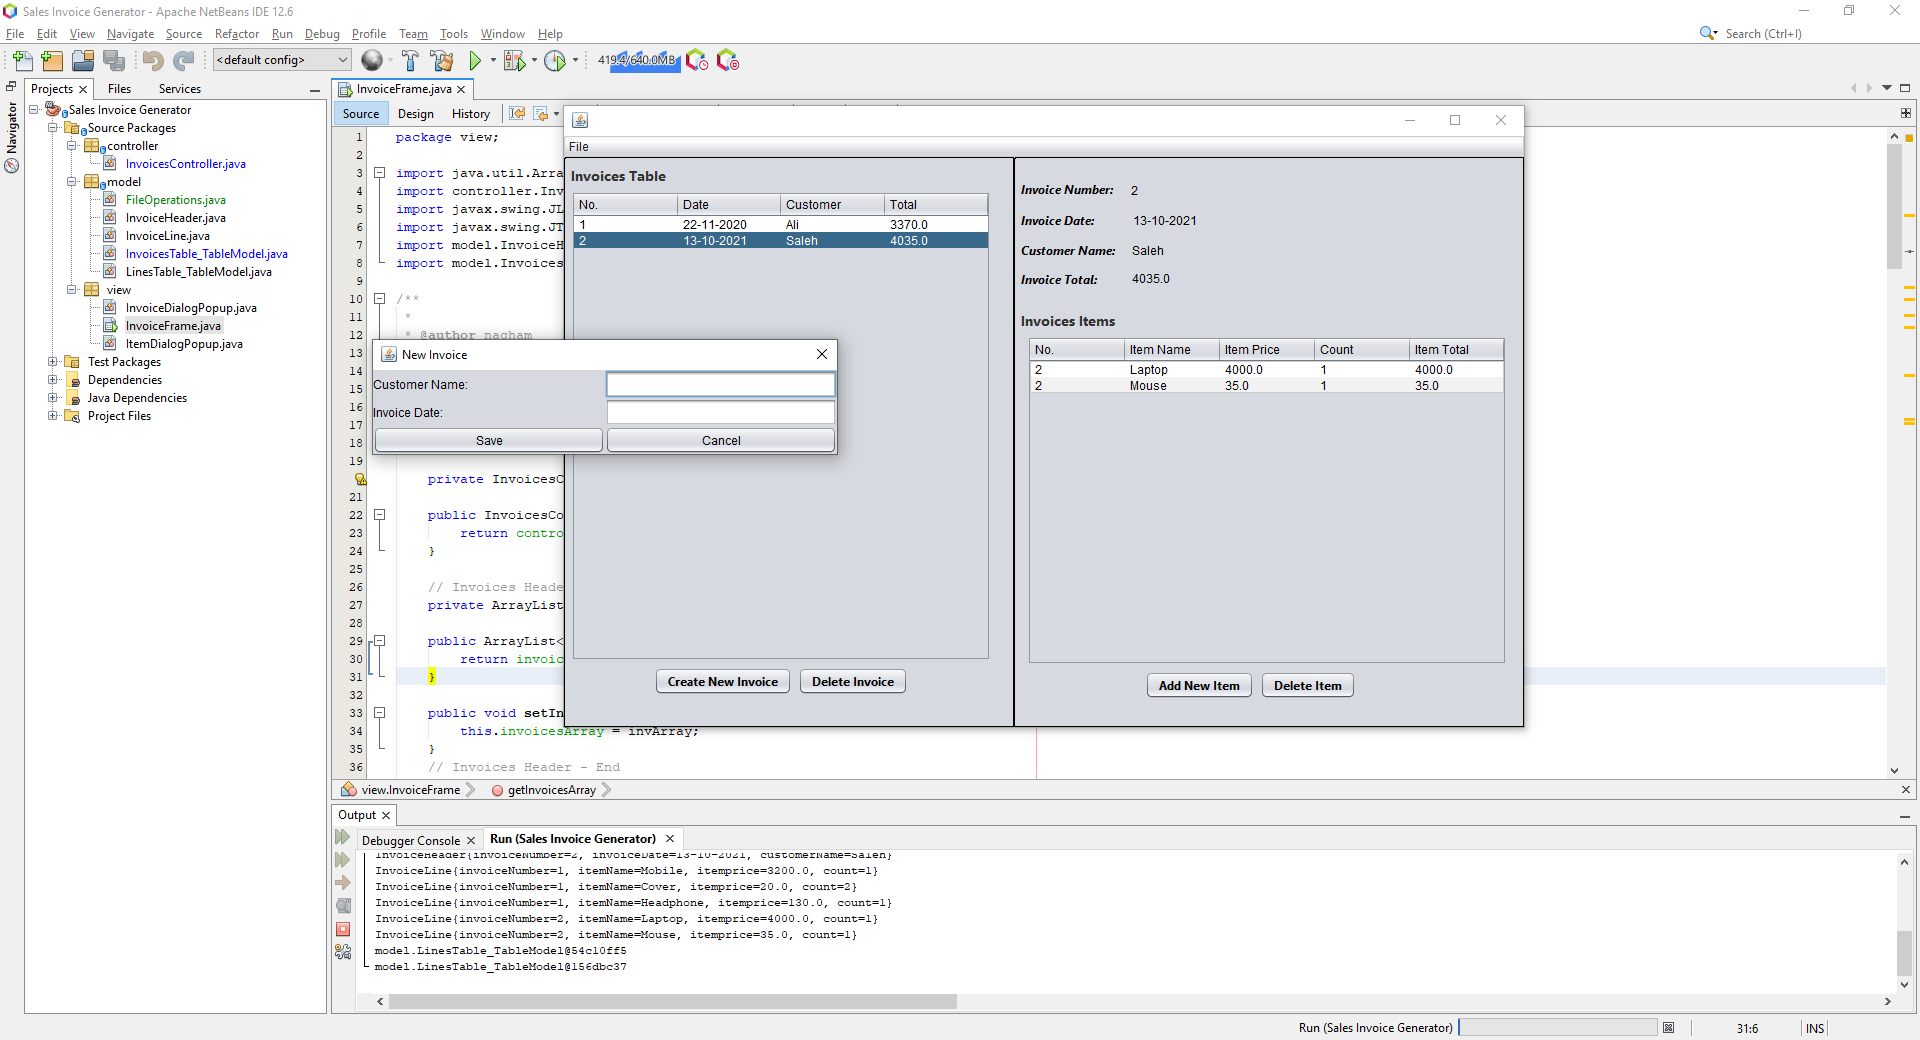 Sales Invoice Generator - Apache NetBeans IDE 12.6
File Edit View Navigate Source Refactor Run Debug Profile Team Tools Window Help
Search (Ctrl+I)
<default config>
419.4/640.0MB
Projects
Files
Services
Navigator
Sales Invoice Generator
Source Packages
controller
InvoicesController.java
model
FileOperations.java
InvoiceHeader.java
InvoiceLine.java
InvoicesTable_TableModel.java
LinesTable_TableModel.java
view
InvoiceDialogPopup.java
InvoiceFrame.java
ItemDialogPopup.java
Test Packages
Dependencies
Java Dependencies
Project Files
InvoiceFrame.java
Source Design History
1 package view;
2
3 import java.util.Arra
4 import controller.Inv
5 import javax.swing.JL
6 import javax.swing.JT
7 import model.InvoiceH
8 import model.Invoices
9
10 /**
11 *
12 * @author nagham
13
14
15
16
17
18
19
private InvoicesC
21
22 public InvoicesCo
23 return contro
24 }
25
26 // Invoices Heade
27 private ArrayList
28
29 public ArrayList<
30 return invoic
31 }
32
33 public void setIn
34 this.invoicesArray = invArray;
35 }
36 // Invoices Header - End
File
Invoices Table
No. Date Customer Total
1 22-11-2020 Ali 3370.0
2 13-10-2021 Saleh 4035.0
Create New Invoice Delete Invoice
Invoice Number: 2
Invoice Date: 13-10-2021
Customer Name: Saleh
Invoice Total: 4035.0
Invoices Items
No. Item Name Item Price Count Item Total
2 Laptop 4000.0 1 4000.0
2 Mouse 35.0 1 35.0
Add New Item Delete Item
New Invoice
Customer Name:
Invoice Date:
Save Cancel
view.InvoiceFrame getInvoicesArray
Output
Debugger Console Run (Sales Invoice Generator)
InvoiceHeader{invoiceNumber=2, invoiceDate=13-10-2021, customerName=Saleh}
InvoiceLine{invoiceNumber=1, itemName=Mobile, itemprice=3200.0, count=1}
InvoiceLine{invoiceNumber=1, itemName=Cover, itemprice=20.0, count=2}
InvoiceLine{invoiceNumber=1, itemName=Headphone, itemprice=130.0, count=1}
InvoiceLine{invoiceNumber=2, itemName=Laptop, itemprice=4000.0, count=1}
InvoiceLine{invoiceNumber=2, itemName=Mouse, itemprice=35.0, count=1}
model.LinesTable_TableModel@54c10ff5
model.LinesTable_TableModel@156dbc37
Run (Sales Invoice Generator) 31:6 INS